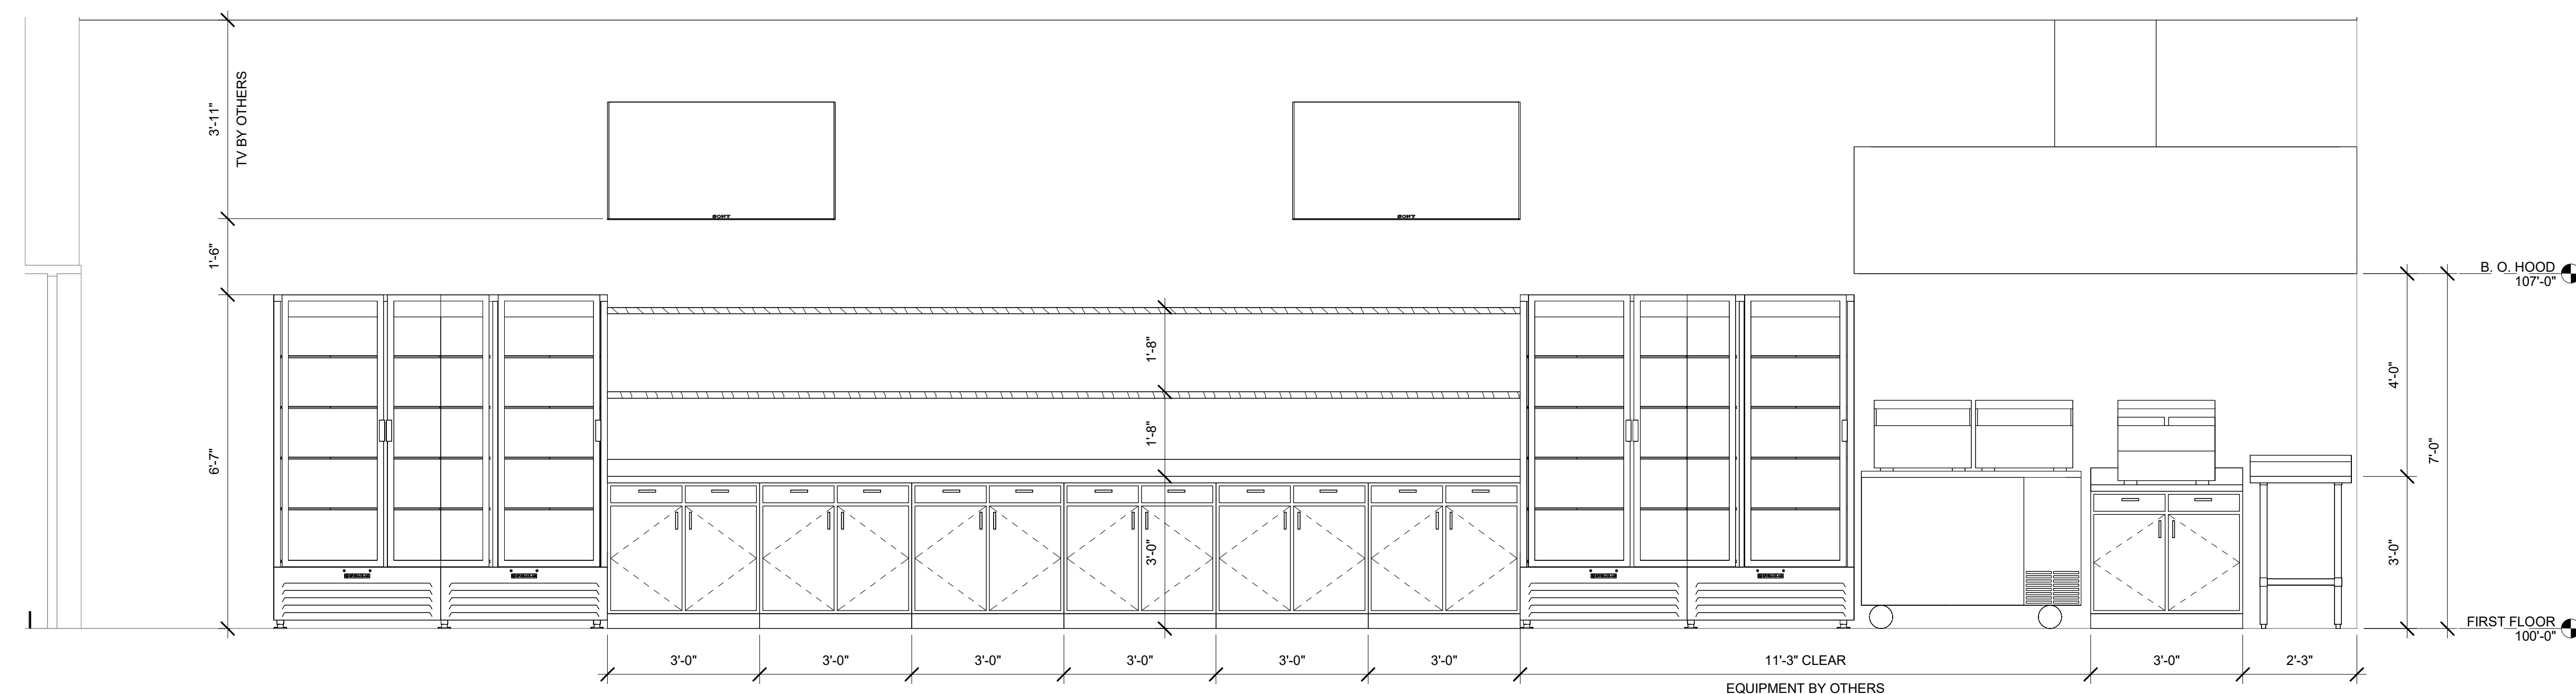 3'-11"
TV BY OTHERS
1'-6"
6'-7"
SONY
SONY
1'-8"
1'-8"
3'-0"
B. O. HOOD
107'-0"
4'-0"
7'-0"
3'-0"
FIRST FLOOR
100'-0"
3'-0"
3'-0"
3'-0"
3'-0"
3'-0"
3'-0"
11'-3" CLEAR
EQUIPMENT BY OTHERS
3'-0"
2'-3"